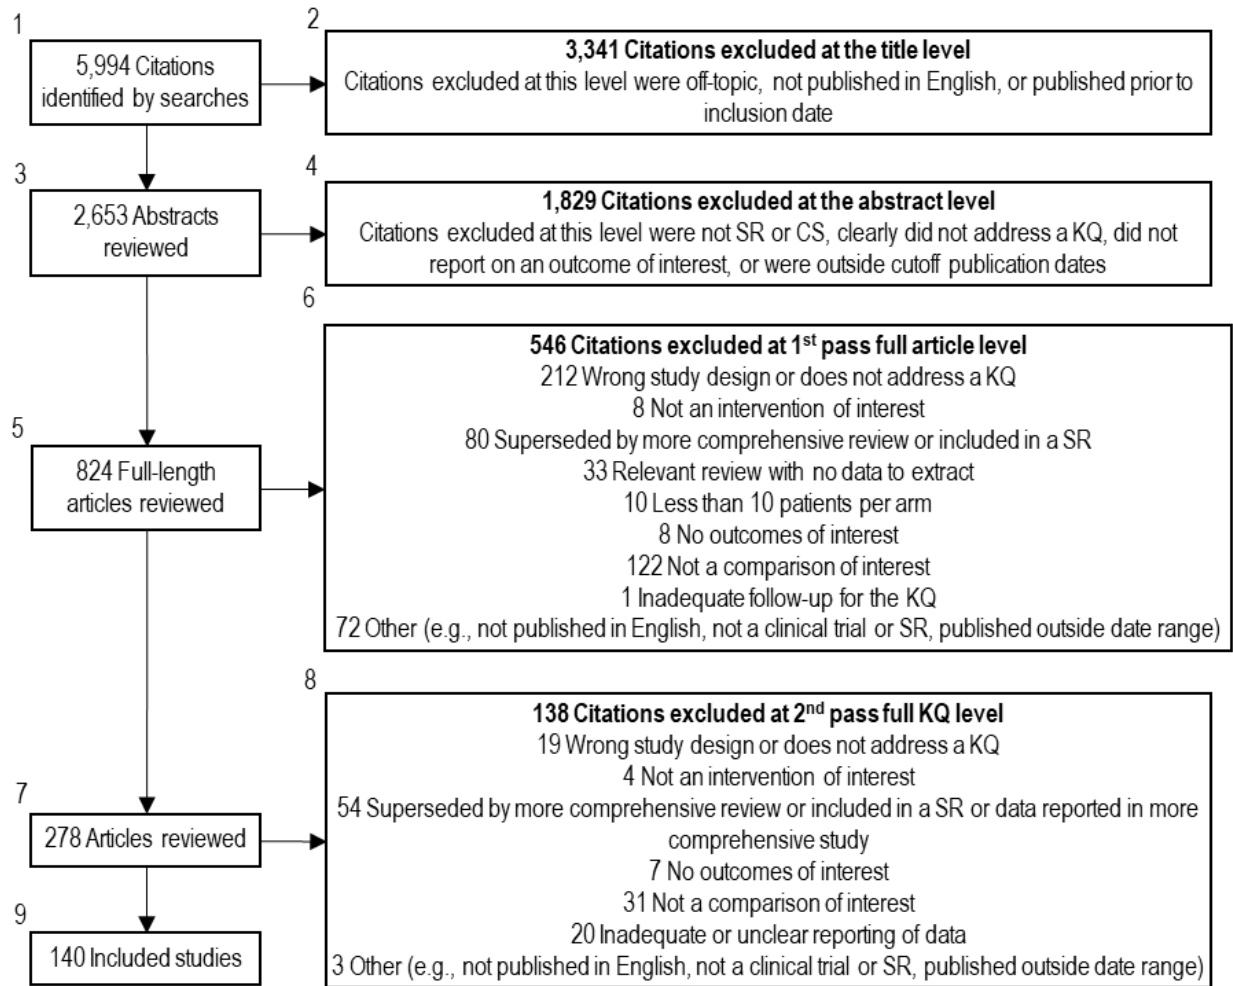 1
5,994 Citations
identified by searches
2
3,341 Citations excluded at the title level
Citations excluded at this level were off-topic, not published in English, or published prior to
inclusion date
3
2,653 Abstracts
reviewed
4
1,829 Citations excluded at the abstract level
Citations excluded at this level were not SR or CS, clearly did not address a KQ, did not
report on an outcome of interest, or were outside cutoff publication dates
5
824 Full-length
articles reviewed
6
546 Citations excluded at 1st pass full article level
212 Wrong study design or does not address a KQ
8 Not an intervention of interest
80 Superseded by more comprehensive review or included in a SR
33 Relevant review with no data to extract
10 Less than 10 patients per arm
8 No outcomes of interest
122 Not a comparison of interest
1 Inadequate follow-up for the KQ
72 Other (e.g., not published in English, not a clinical trial or SR, published outside date range)
7
278 Articles reviewed
8
138 Citations excluded at 2nd pass full KQ level
19 Wrong study design or does not address a KQ
4 Not an intervention of interest
54 Superseded by more comprehensive review or included in a SR or data reported in more
comprehensive study
7 No outcomes of interest
31 Not a comparison of interest
20 Inadequate or unclear reporting of data
3 Other (e.g., not published in English, not a clinical trial or SR, published outside date range)
9
140 Included studies